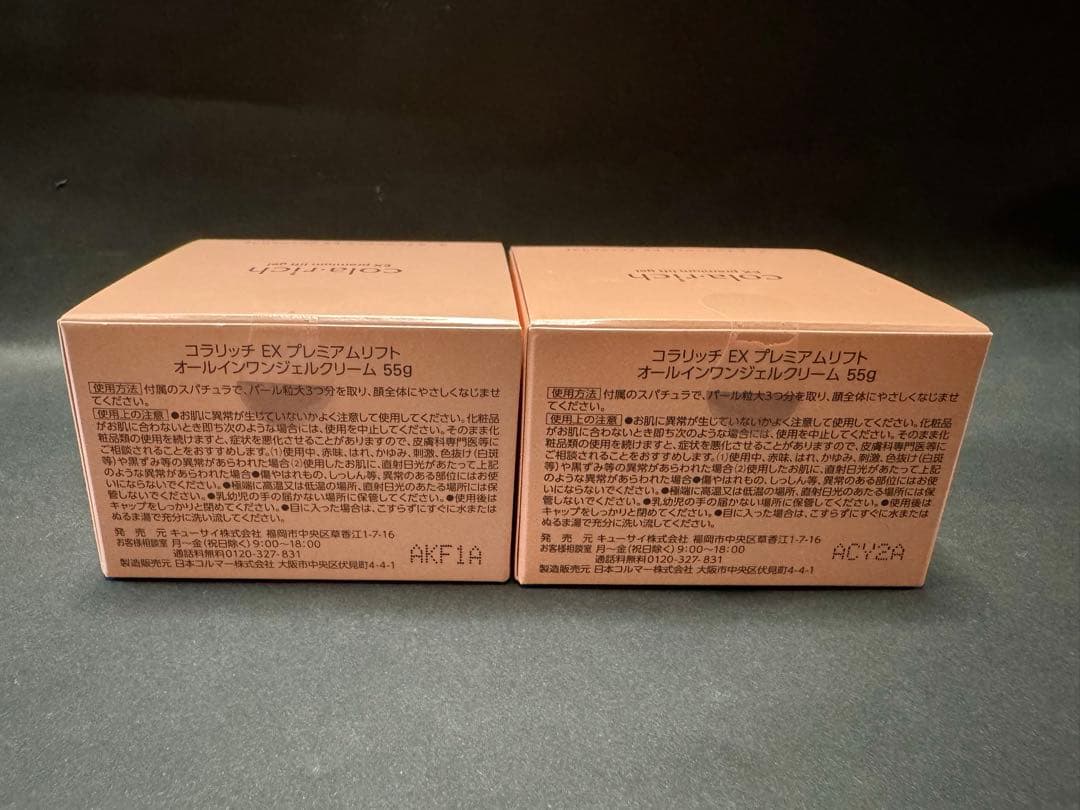 cola·rich
EX premium lift gel
コラリッチ EX プレミアムリフト
オールインワンジェルクリーム 55g
使用方法 付属のスパチュラで、パール粒大3つ分を取り、顔全体にやさしくなじませ
てください。
使用上の注意 ●お肌に異常が生じていないかよく注意して使用してください。化粧品
がお肌に合わないとき即ち次のような場合には、使用を中止してください。そのまま化
粧品類の使用を続けますと、症状を悪化させることがありますので、皮膚科専門医等に
ご相談されることをおすすめします。(1)使用中、赤味、はれ、かゆみ、刺激、色抜け(白斑
等)や黒ずみ等の異常があらわれた場合(2)使用したお肌に、直射日光があたって上記
のような異常があらわれた場合●傷やはれもの、しっしん等、異常のある部位にはお使
いにならないでください。●極端に高温又は低温の場所、直射日光のあたる場所には保
管しないでください。●乳幼児の手の届かない場所に保管してください。●使用後は
キャップをしっかりと閉めてください。●目に入った場合は、こすらずにすぐに水または
ぬるま湯で充分に洗い流してください。
発売元 キューサイ株式会社 福岡市中央区草香江1-7-16
お客様相談室 月～金(祝日除く)9:00～18:00
通話料無料0120-327-831
製造販売元 日本コルマー株式会社 大阪市中央区伏見町4-4-1
AKF1A
cola·rich
EX premium lift gel
コラリッチ EX プレミアムリフト
オールインワンジェルクリーム 55g
使用方法 付属のスパチュラで、パール粒大3つ分を取り、顔全体にやさしくなじませ
てください。
使用上の注意 ●お肌に異常が生じていないかよく注意して使用してください。化粧品
がお肌に合わないとき即ち次のような場合には、使用を中止してください。そのまま化
粧品類の使用を続けますと、症状を悪化させることがありますので、皮膚科専門医等に
ご相談されることをおすすめします。(1)使用中、赤味、はれ、かゆみ、刺激、色抜け(白斑
等)や黒ずみ等の異常があらわれた場合(2)使用したお肌に、直射日光があたって上記
のような異常があらわれた場合●傷やはれもの、しっしん等、異常のある部位にはお使
いにならないでください。●極端に高温又は低温の場所、直射日光のあたる場所には保
管しないでください。●乳幼児の手の届かない場所に保管してください。●使用後は
キャップをしっかりと閉めてください。●目に入った場合は、こすらずにすぐに水または
ぬるま湯で充分に洗い流してください。
発売元 キューサイ株式会社 福岡市中央区草香江1-7-16
お客様相談室 月～金(祝日除く)9:00～18:00
通話料無料0120-327-831
製造販売元 日本コルマー株式会社 大阪市中央区伏見町4-4-1
ACY2A